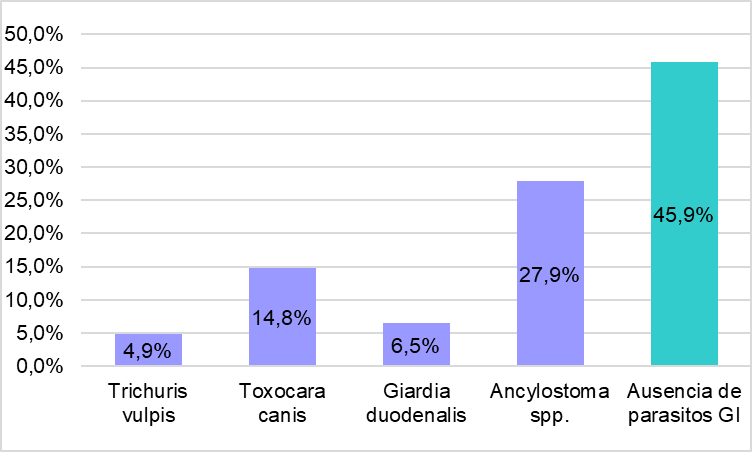 50,0%
45,0%
40,0%
35,0%
30,0%
25,0%
20,0%
15,0%
10,0%
5,0%
0,0%
4,9%
14,8%
6,5%
27,9%
45,9%
Trichuris
vulpis
Toxocara
canis
Giardia
duodenalis
Ancylostoma
spp.
Ausencia de
parasitos GI